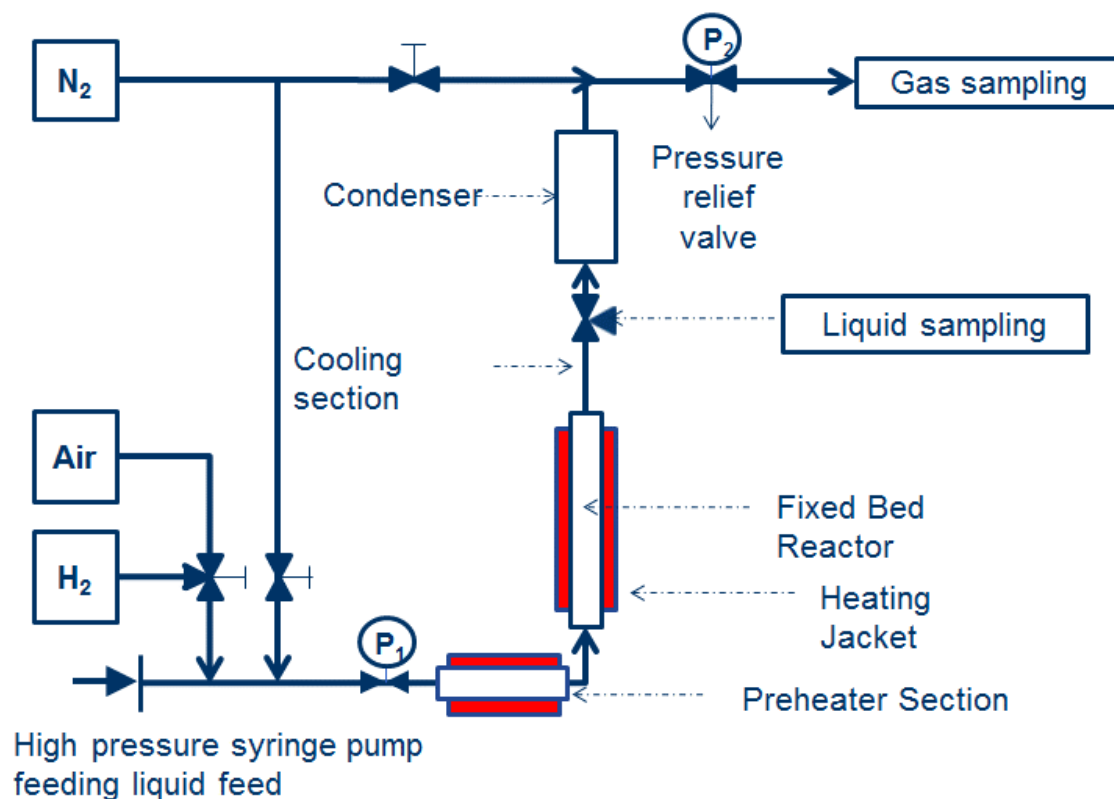 N₂
P₂
Gas sampling
Condenser
Pressure
relief
valve
Liquid sampling
Cooling
section
Air
H₂
Fixed Bed
Reactor
Heating
Jacket
P₁
Preheater Section
High pressure syringe pump
feeding liquid feed